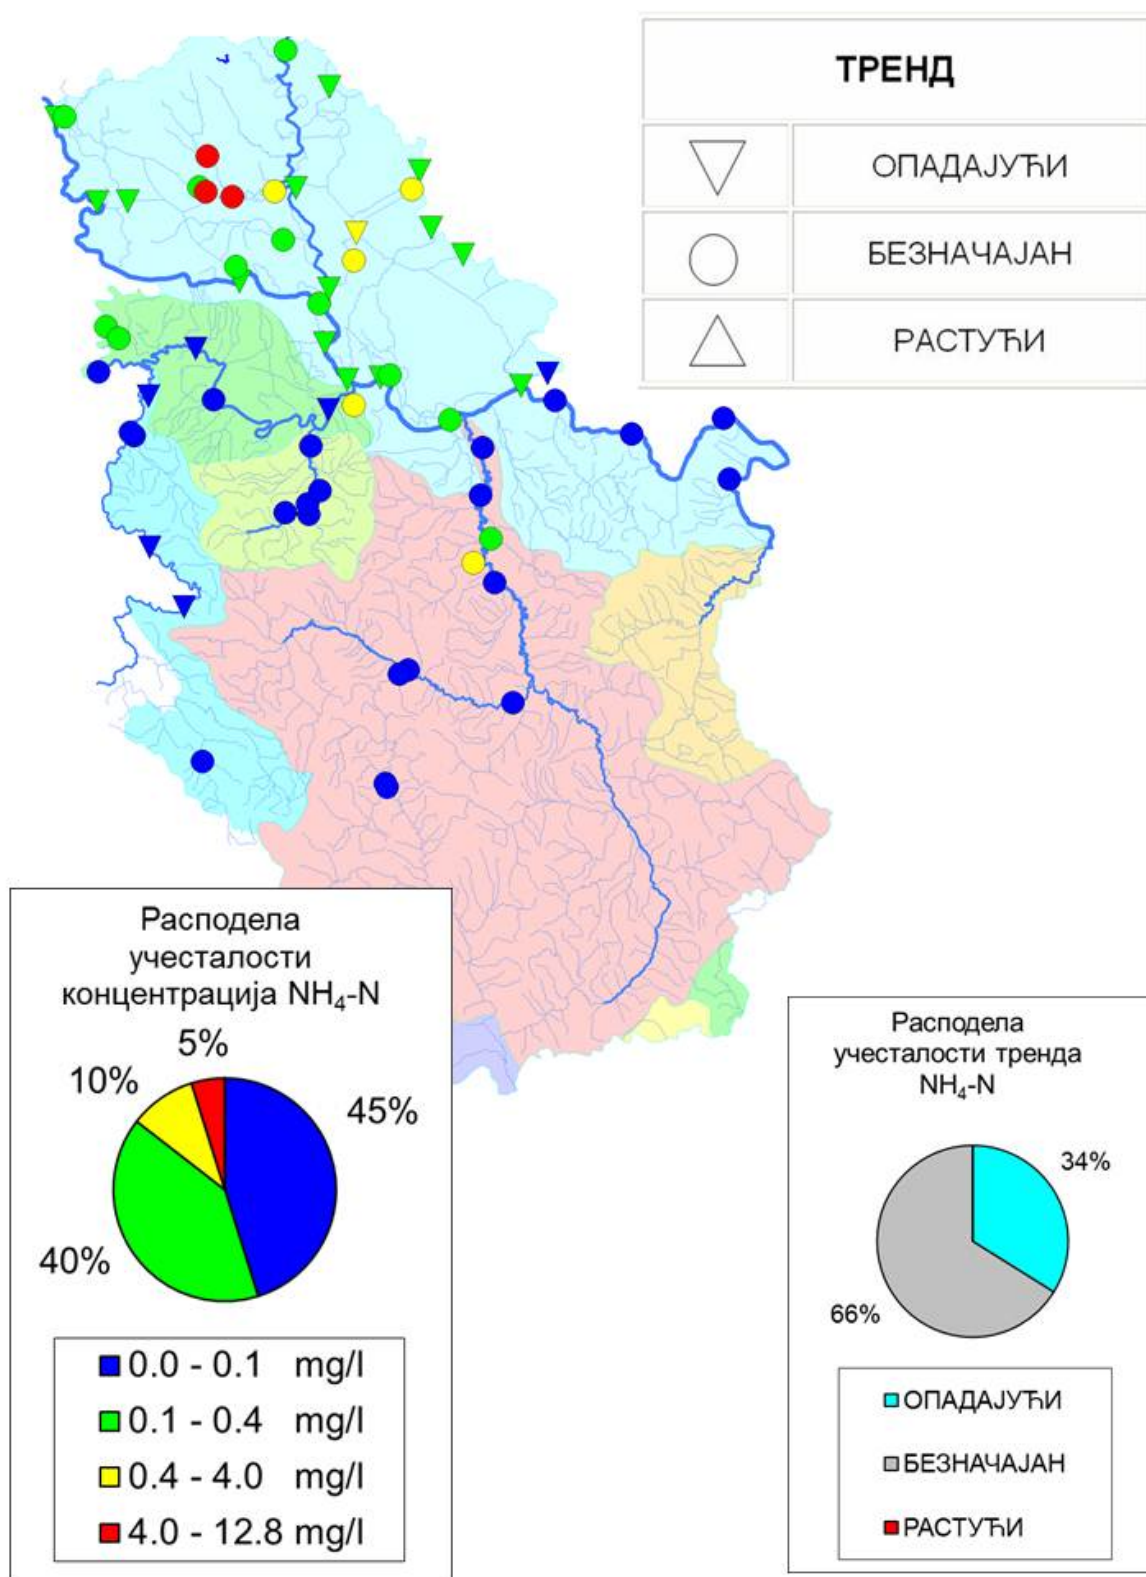 ТРЕНД
ОПАДАЈУЋИ
БЕЗНАЧАЈАН
РАСТУЋИ
Расподела
учесталости
концентрација NH₄-N
5%
10%
45%
40%
0.0 - 0.1 mg/l
0.1 - 0.4 mg/l
0.4 - 4.0 mg/l
4.0 - 12.8 mg/l
Расподела
учесталости тренда
NH₄-N
34%
66%
ОПАДАЈУЋИ
БЕЗНАЧАЈАН
РАСТУЋИ